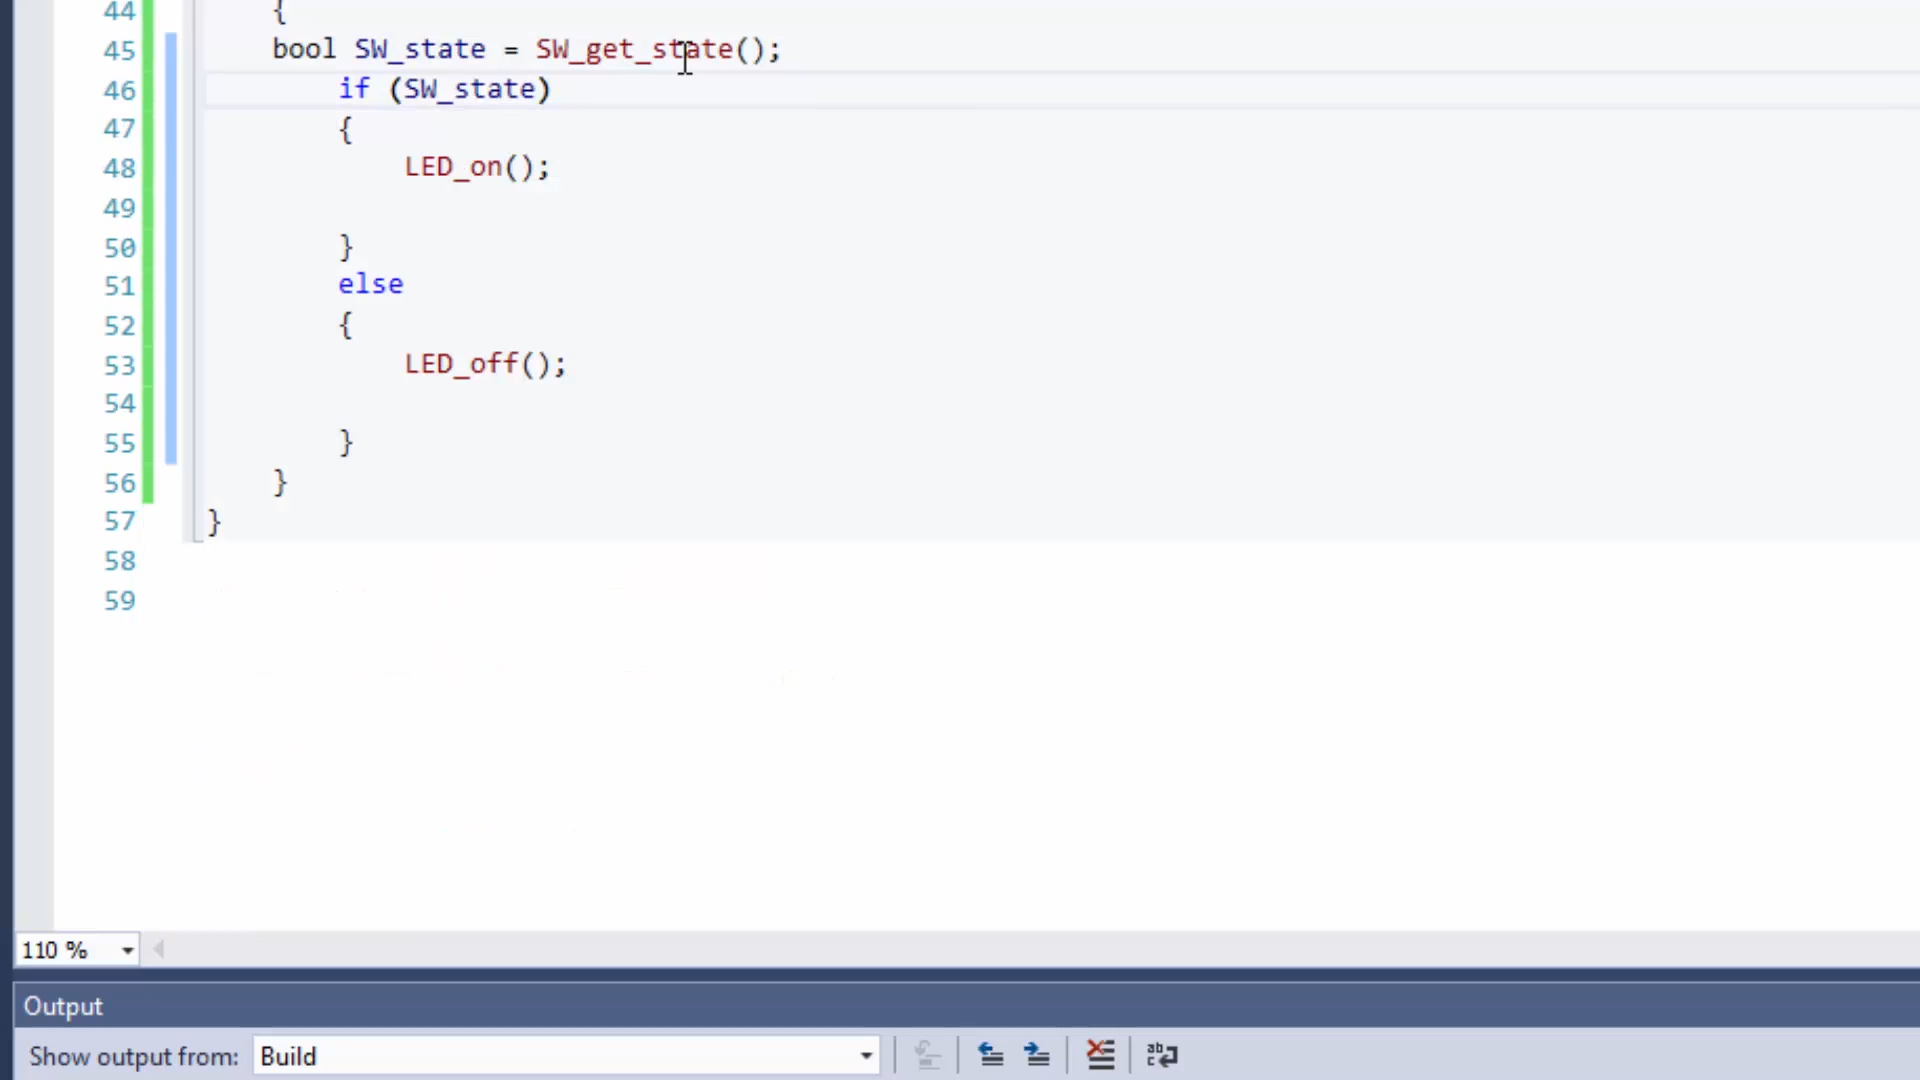 44 {
45 bool SW_state = SW_get_state();
46 if (SW_state)
47 {
48 LED_on();
49
50 }
51 else
52 {
53 LED_off();
54
55 }
56 }
57 }
58
59
110 %
Output
Show output from: Build